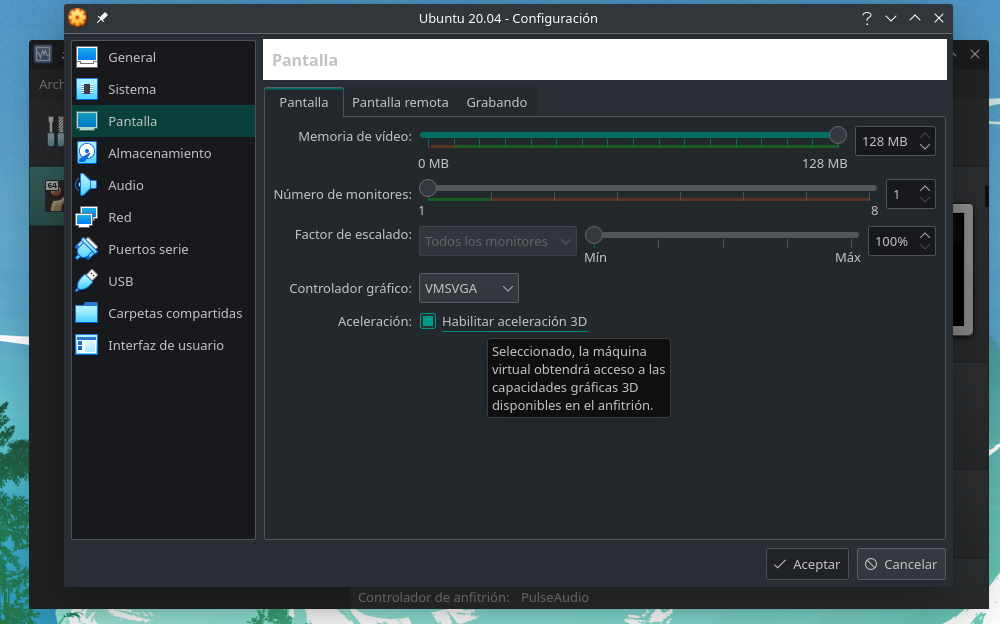 Ubuntu 20.04 - Configuración
Arch
64
General
Sistema
Pantalla
Almacenamiento
Audio
Red
Puertos serie
USB
Carpetas compartidas
Interfaz de usuario
Pantalla
Pantalla Pantalla remota Grabando
Memoria de vídeo: 128 MB
0 MB 128 MB
Número de monitores: 1
1 8
Factor de escalado: Todos los monitores 100%
Mín Máx
Controlador gráfico: VMSVGA
Aceleración: Habilitar aceleración 3D
Seleccionado, la máquina
virtual obtendrá acceso a las
capacidades gráficas 3D
disponibles en el anfitrión.
Aceptar Cancelar
Controlador de anfitrión: PulseAudio